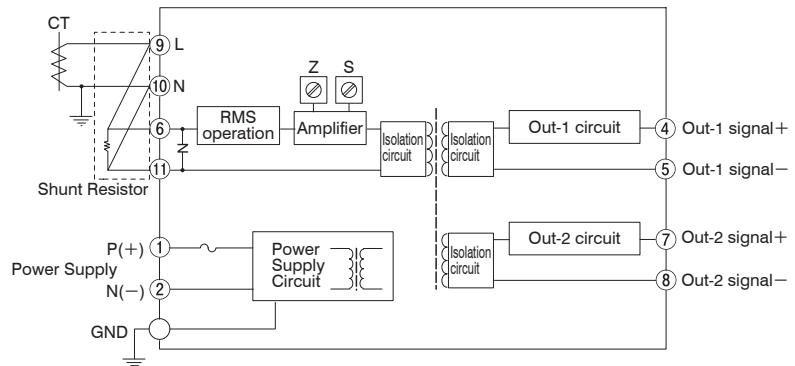 CT
9 L
10 N
Z S
6
RMS
operation
Amplifier
Isolation
circuit
Isolation
circuit
Out-1 circuit
4 Out-1 signal+
11
5 Out-1 signal−
Shunt Resistor
P(+) 1
Power Supply
N(−) 2
Power
Supply
Circuit
Isolation
circuit
Out-2 circuit
7 Out-2 signal+
8 Out-2 signal−
GND